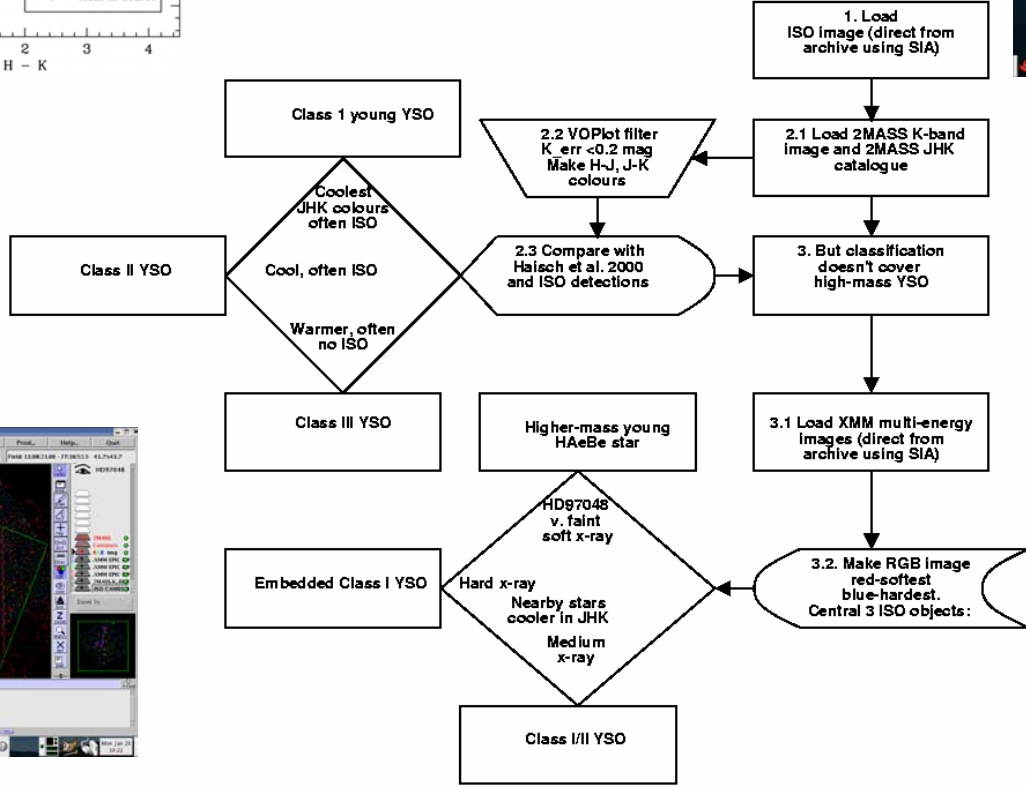 2 3 4
H – K
1. Load
ISO image (direct from
archive using SIA)
Class 1 young YSO
2.2 VOPlot filter
K_err <0.2 mag
Make H-J, J-K
colours
2.1 Load 2MASS K-band
image and 2MASS JHK
catalogue
Coolest
JHK colours
often ISO
Class II YSO
Cool, often ISO
Warmer, often
no ISO
2.3 Compare with
Haisch et al. 2000
and ISO detections
3. But classification
doesn't cover
high-mass YSO
Class III YSO
Higher-mass young
HAeBe star
3.1 Load XMM multi-energy
images (direct from
archive using SIA)
HD97048
v. faint
soft x-ray
Embedded Class I YSO
Hard x-ray
Nearby stars
cooler in JHK
Medium
x-ray
3.2. Make RGB image
red-softest
blue-hardest.
Central 3 ISO objects:
Class I/II YSO
Print... Help... Quit
HD97048